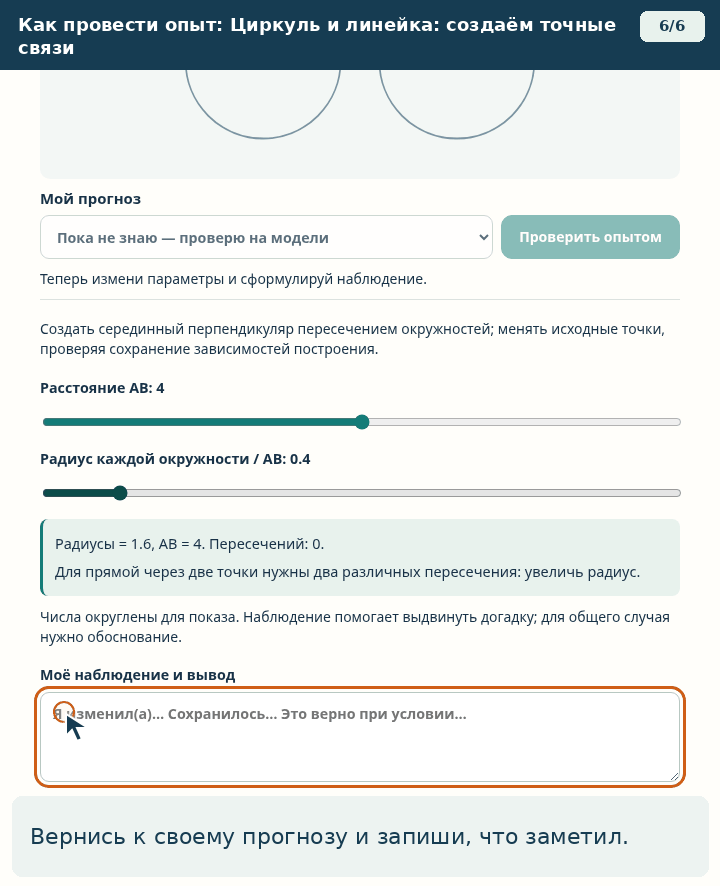 Как провести опыт: Циркуль и линейка: создаём точные
связи
6/6
Мой прогноз
Пока не знаю — проверю на модели
Проверить опытом
Теперь измени параметры и сформулируй наблюдение.
Создать серединный перпендикуляр пересечением окружностей; менять исходные точки,
проверяя сохранение зависимостей построения.
Расстояние AB: 4
Радиус каждой окружности / AB: 0.4
Радиусы = 1.6, AB = 4. Пересечений: 0.
Для прямой через две точки нужны два различных пересечения: увеличь радиус.
Числа округлены для показа. Наблюдение помогает выдвинуть догадку; для общего случая
нужно обоснование.
Моё наблюдение и вывод
Я изменил(а)... Сохранилось... Это верно при условии...
Вернись к своему прогнозу и запиши, что заметил.